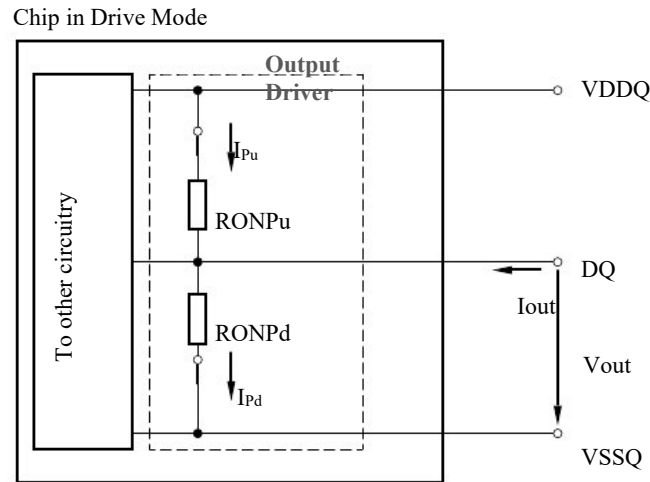 Chip in Drive Mode
Output
Driver
VDDQ
IPu
RONPu
To other circuitry
DQ
Iout
RONPd
Vout
IPd
VSSQ